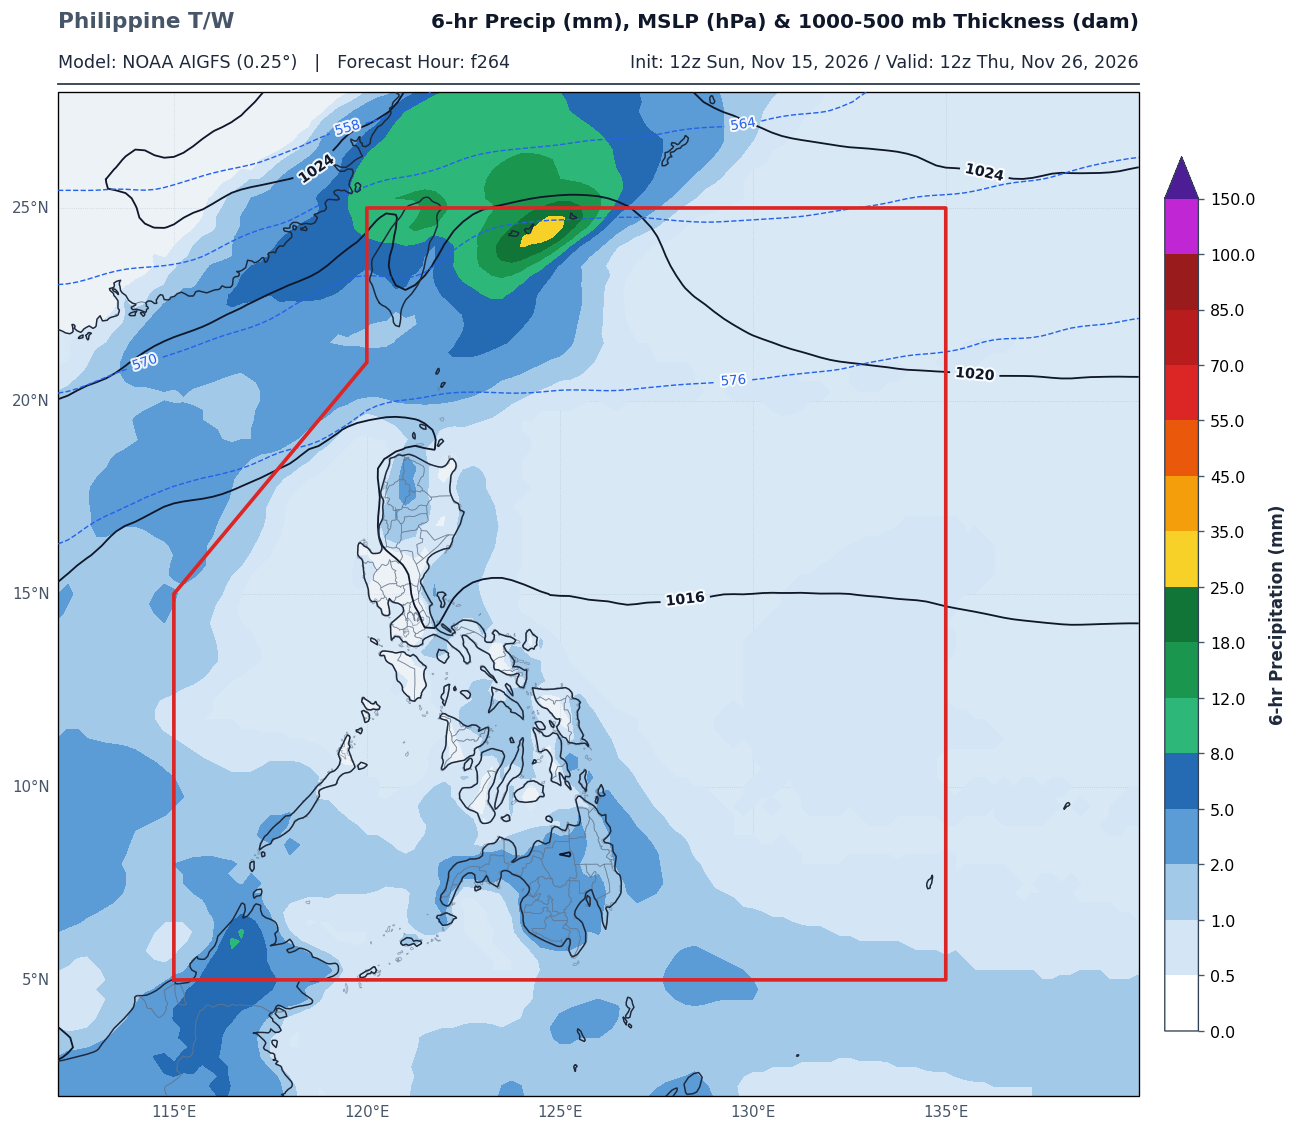 Philippine T/W
6-hr Precip (mm), MSLP (hPa) & 1000-500 mb Thickness (dam)
Model: NOAA AIGFS (0.25°) | Forecast Hour: f264
Init: 12z Sun, Nov 15, 2026 / Valid: 12z Thu, Nov 26, 2026
558
564
1024
1024
570
576
1020
1016
25°N
20°N
15°N
10°N
5°N
115°E
120°E
125°E
130°E
135°E
150.0
100.0
85.0
70.0
55.0
45.0
35.0
25.0
18.0
12.0
8.0
5.0
2.0
1.0
0.5
0.0
6-hr Precipitation (mm)